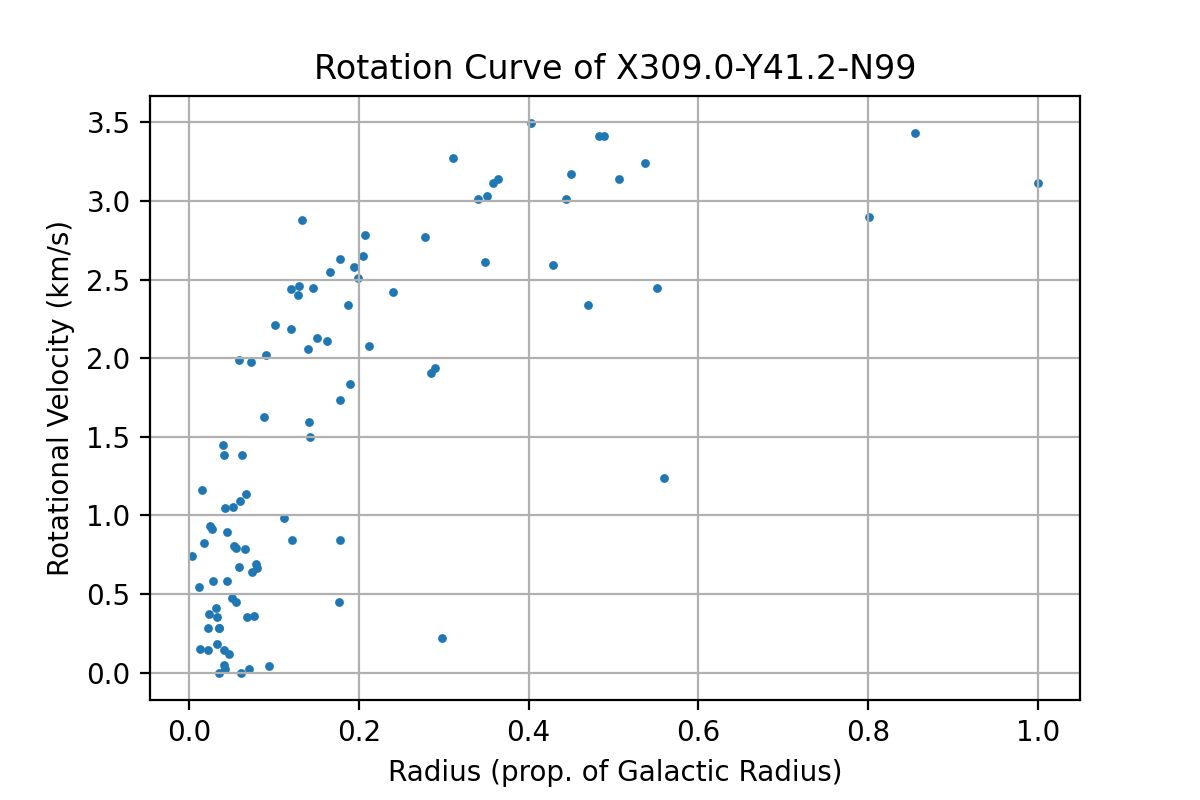 Rotation Curve of X309.0-Y41.2-N99
3.5
3.0
2.5
2.0
1.5
1.0
0.5
0.0
Rotational Velocity (km/s)
0.0 0.2 0.4 0.6 0.8 1.0
Radius (prop. of Galactic Radius)